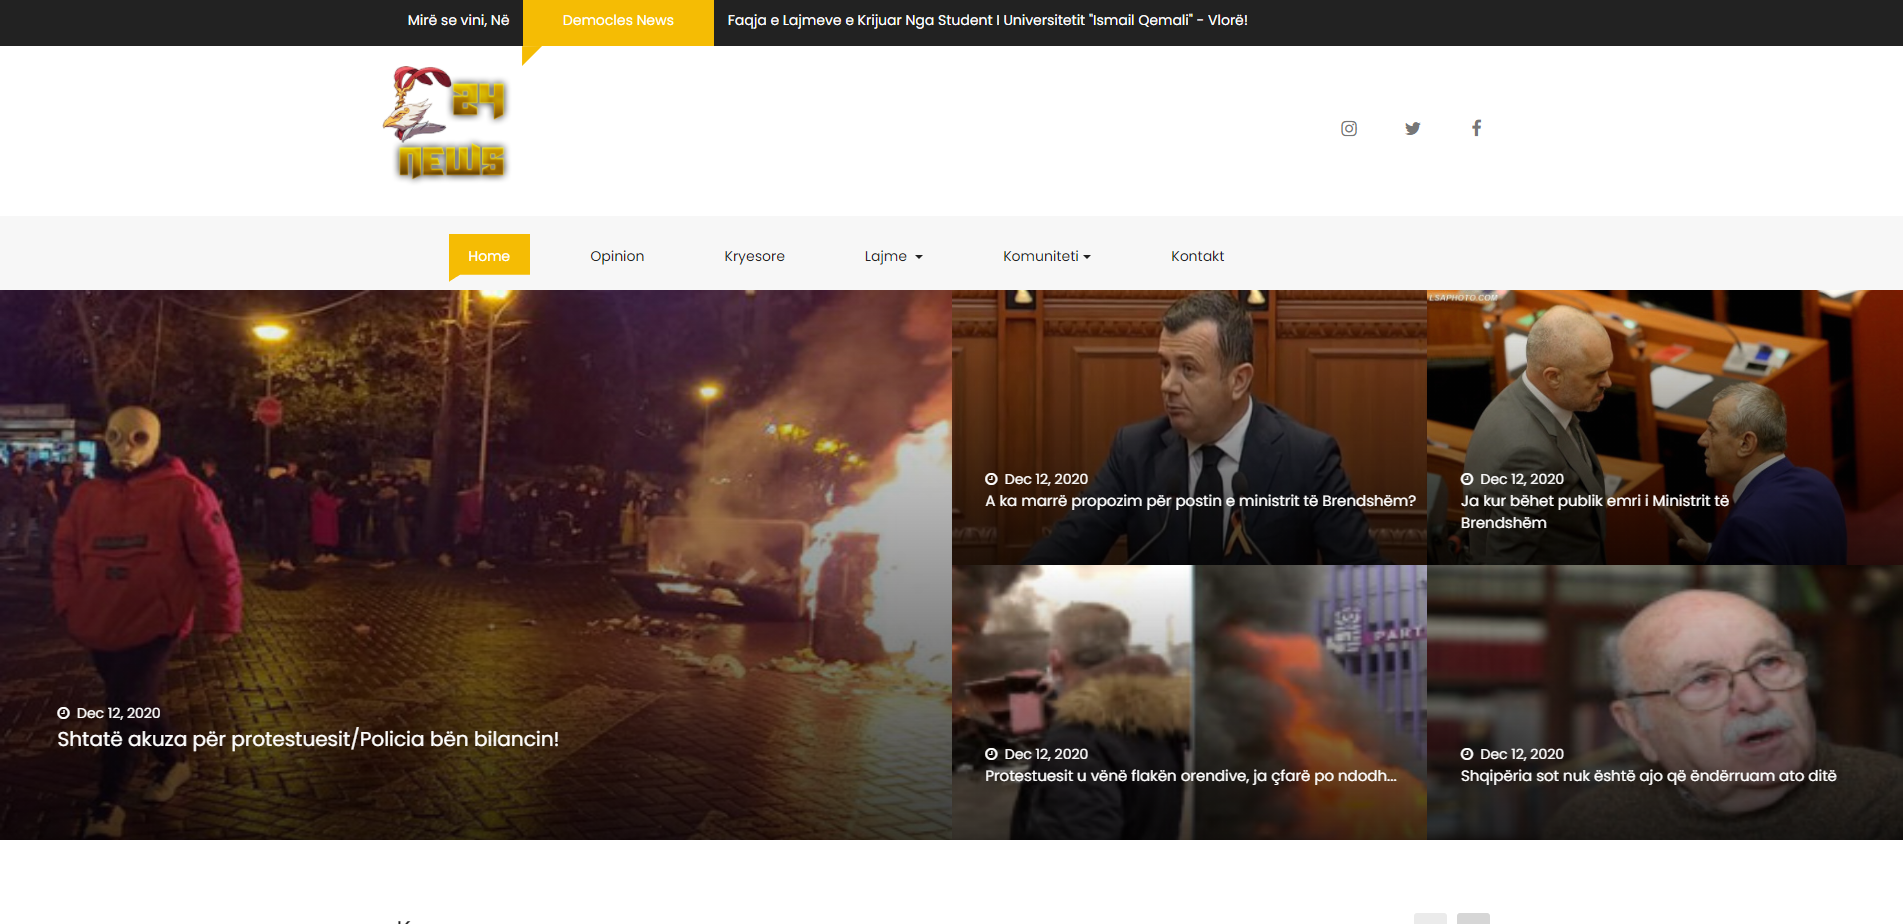 Mirë se vini, Në
Democles News
Faqja e Lajmeve e Krijuar Nga Student I Universitetit "Ismail Qemali" - Vlorë!
24
NEWS
Home
Opinion
Kryesore
Lajme
Komuniteti
Kontakt
Dec 12, 2020
Shtatë akuza për protestuesit/Policia bën bilancin!
Dec 12, 2020
A ka marrë propozim për postin e ministrit të Brendshëm?
LSAPHOTO.COM
Dec 12, 2020
Ja kur bëhet publik emri i Ministrit të
Brendshëm
PART
Dec 12, 2020
Protestuesit u vënë flakën orendive, ja çfarë po ndodh...
Dec 12, 2020
Shqipëria sot nuk është ajo që ëndërruam ato ditë